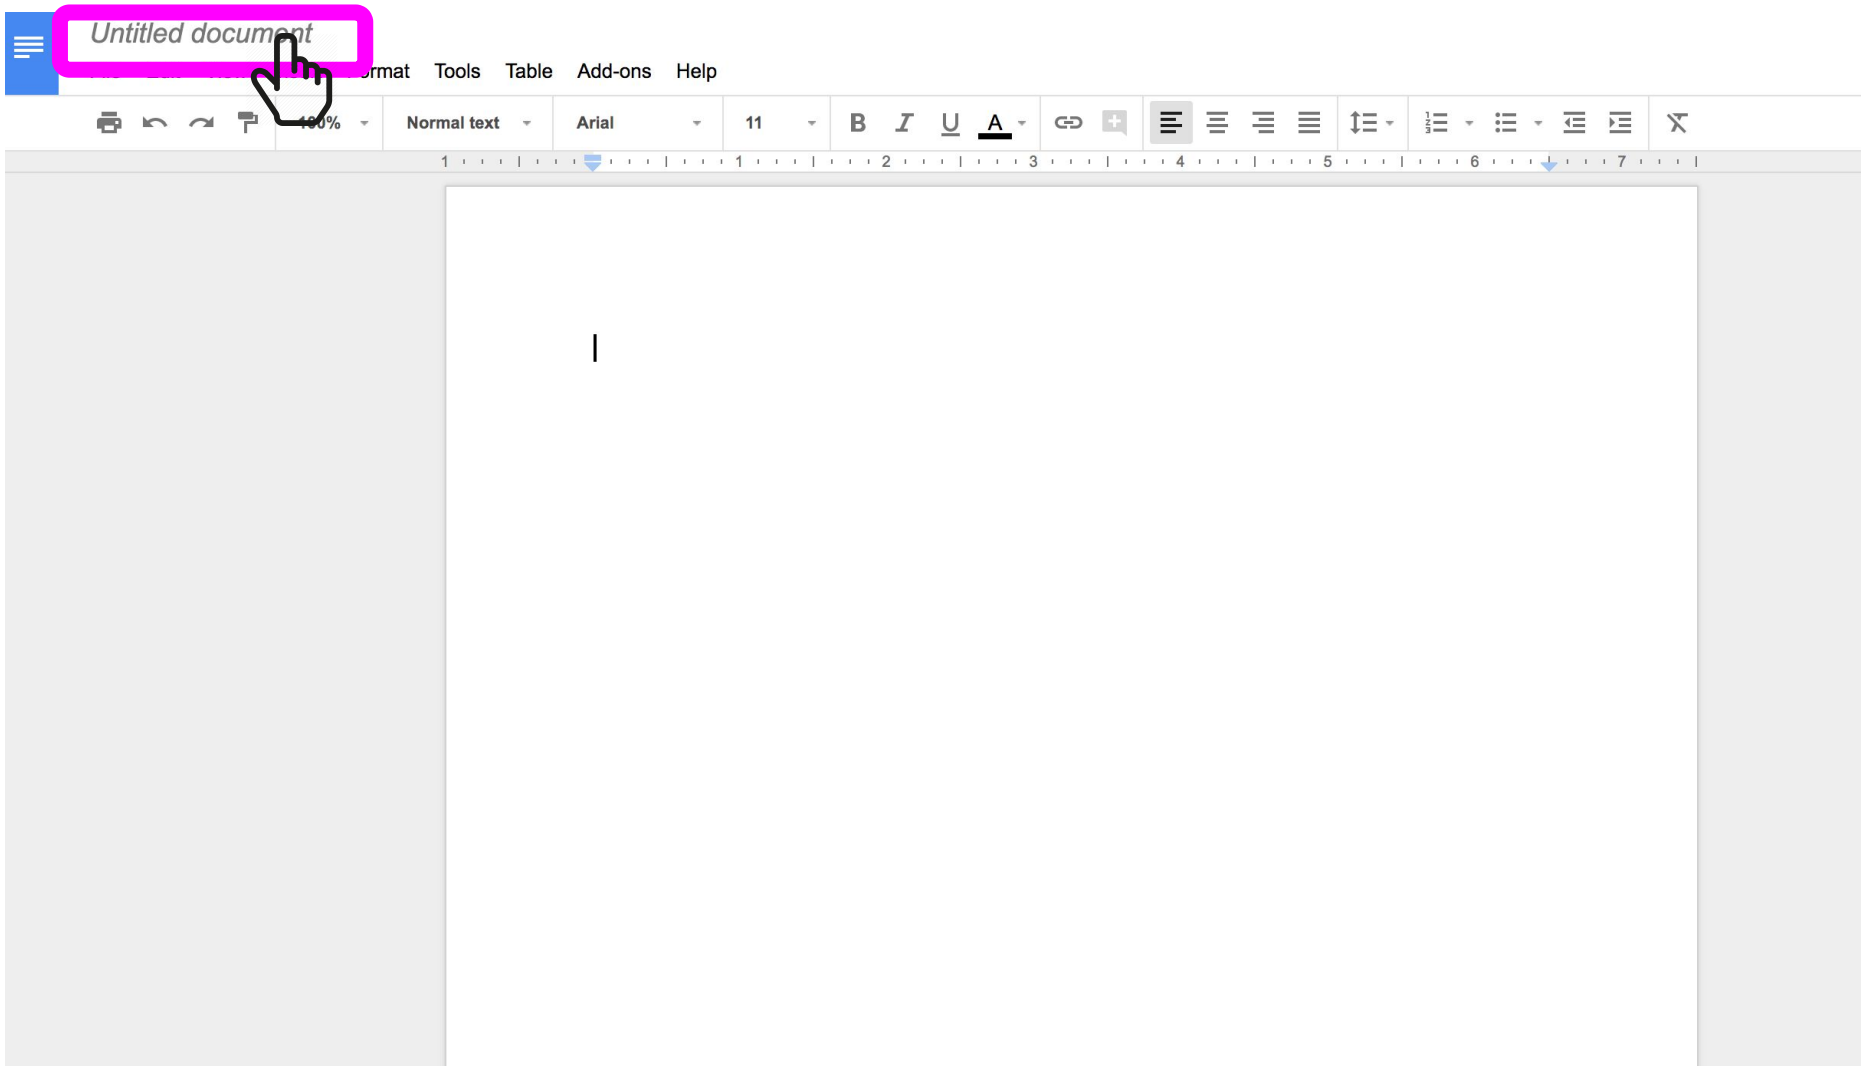 Untitled document
Tools Table Add-ons Help
Normal text Arial 11 B I U A
1 1 2 3 4 5 6 7